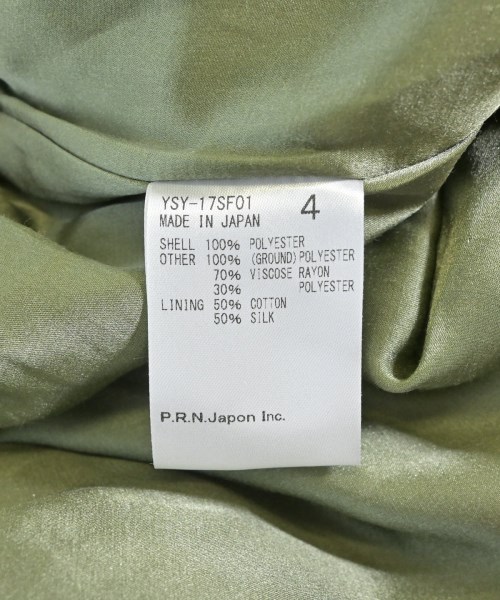 YSY-17SF01 4
MADE IN JAPAN
SHELL 100% POLYESTER
OTHER 100% (GROUND)POLYESTER
70% VISCOSE RAYON
30% POLYESTER
LINING 50% COTTON
50% SILK
P.R.N.Japon Inc.